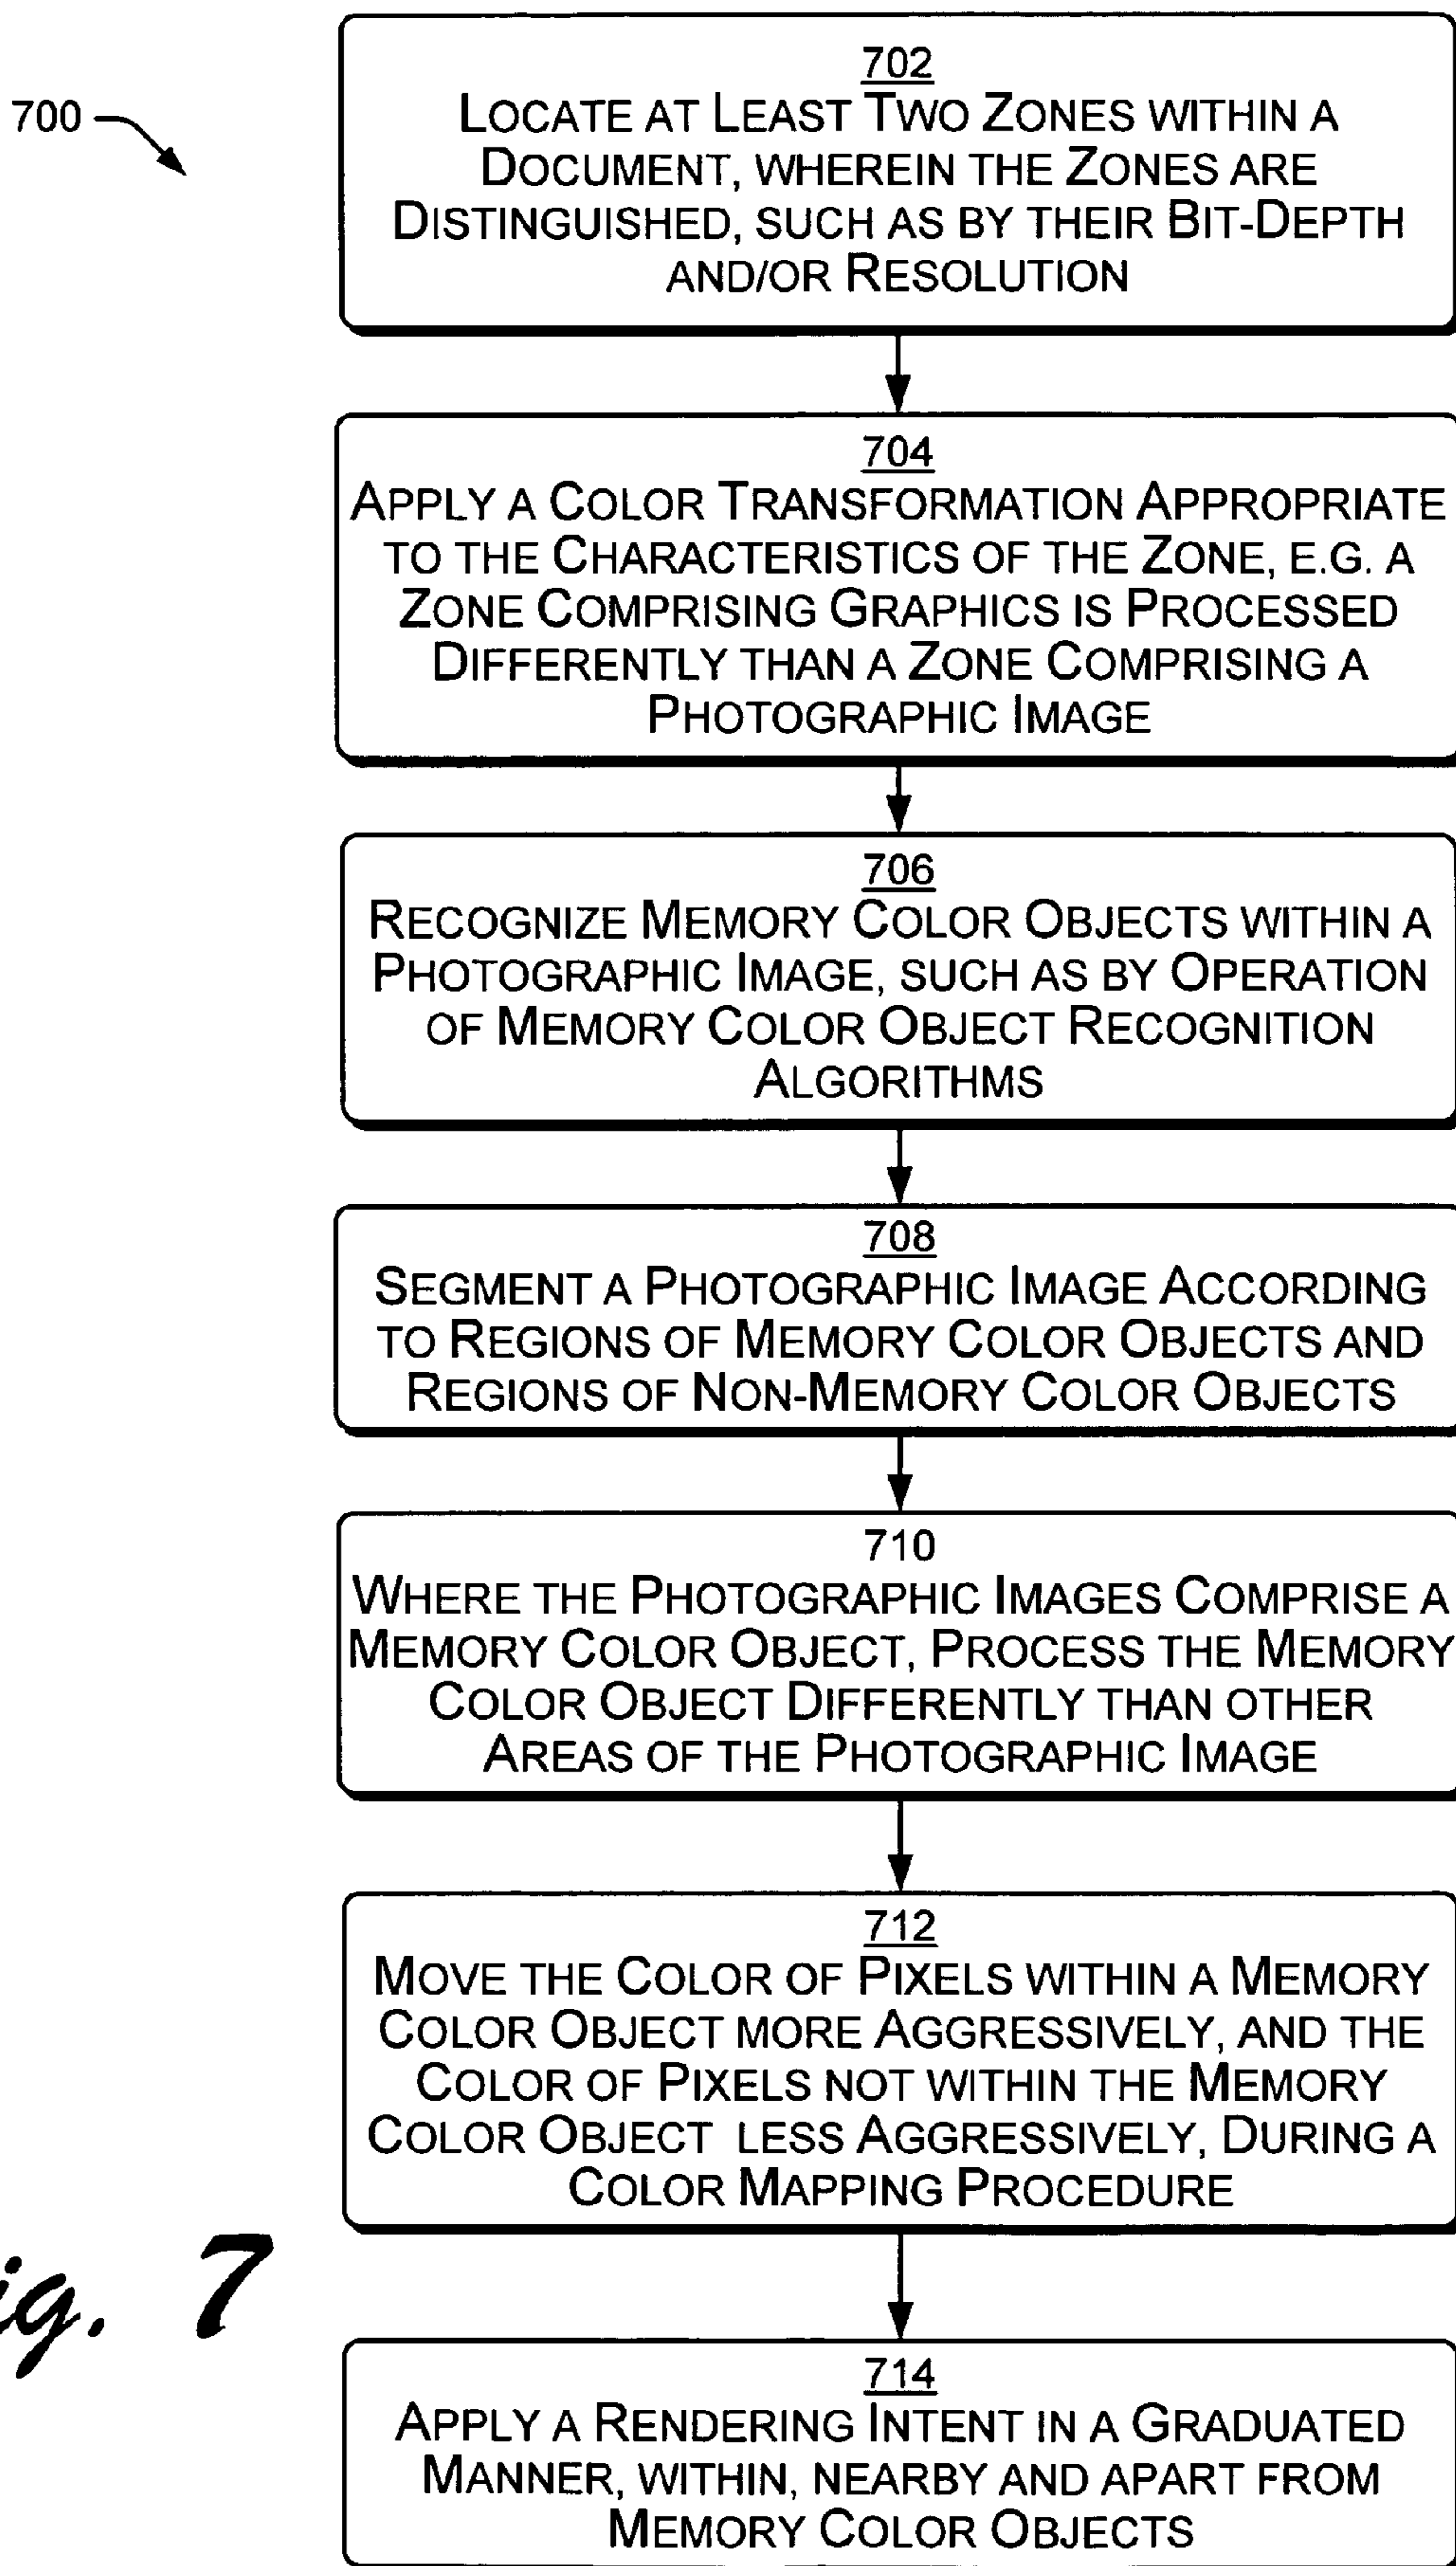 700
702
LOCATE AT LEAST TWO ZONES WITHIN A
DOCUMENT, WHEREIN THE ZONES ARE
DISTINGUISHED, SUCH AS BY THEIR BIT-DEPTH
AND/OR RESOLUTION
704
APPLY A COLOR TRANSFORMATION APPROPRIATE
TO THE CHARACTERISTICS OF THE ZONE, E.G. A
ZONE COMPRISING GRAPHICS IS PROCESSED
DIFFERENTLY THAN A ZONE COMPRISING A
PHOTOGRAPHIC IMAGE
706
RECOGNIZE MEMORY COLOR OBJECTS WITHIN A
PHOTOGRAPHIC IMAGE, SUCH AS BY OPERATION
OF MEMORY COLOR OBJECT RECOGNITION
ALGORITHMS
708
SEGMENT A PHOTOGRAPHIC IMAGE ACCORDING
TO REGIONS OF MEMORY COLOR OBJECTS AND
REGIONS OF NON-MEMORY COLOR OBJECTS
710
WHERE THE PHOTOGRAPHIC IMAGES COMPRISE A
MEMORY COLOR OBJECT, PROCESS THE MEMORY
COLOR OBJECT DIFFERENTLY THAN OTHER
AREAS OF THE PHOTOGRAPHIC IMAGE
712
MOVE THE COLOR OF PIXELS WITHIN A MEMORY
COLOR OBJECT MORE AGGRESSIVELY, AND THE
COLOR OF PIXELS NOT WITHIN THE MEMORY
COLOR OBJECT LESS AGGRESSIVELY, DURING A
COLOR MAPPING PROCEDURE
714
APPLY A RENDERING INTENT IN A GRADUATED
MANNER, WITHIN, NEARBY AND APART FROM
MEMORY COLOR OBJECTS
ig. 7